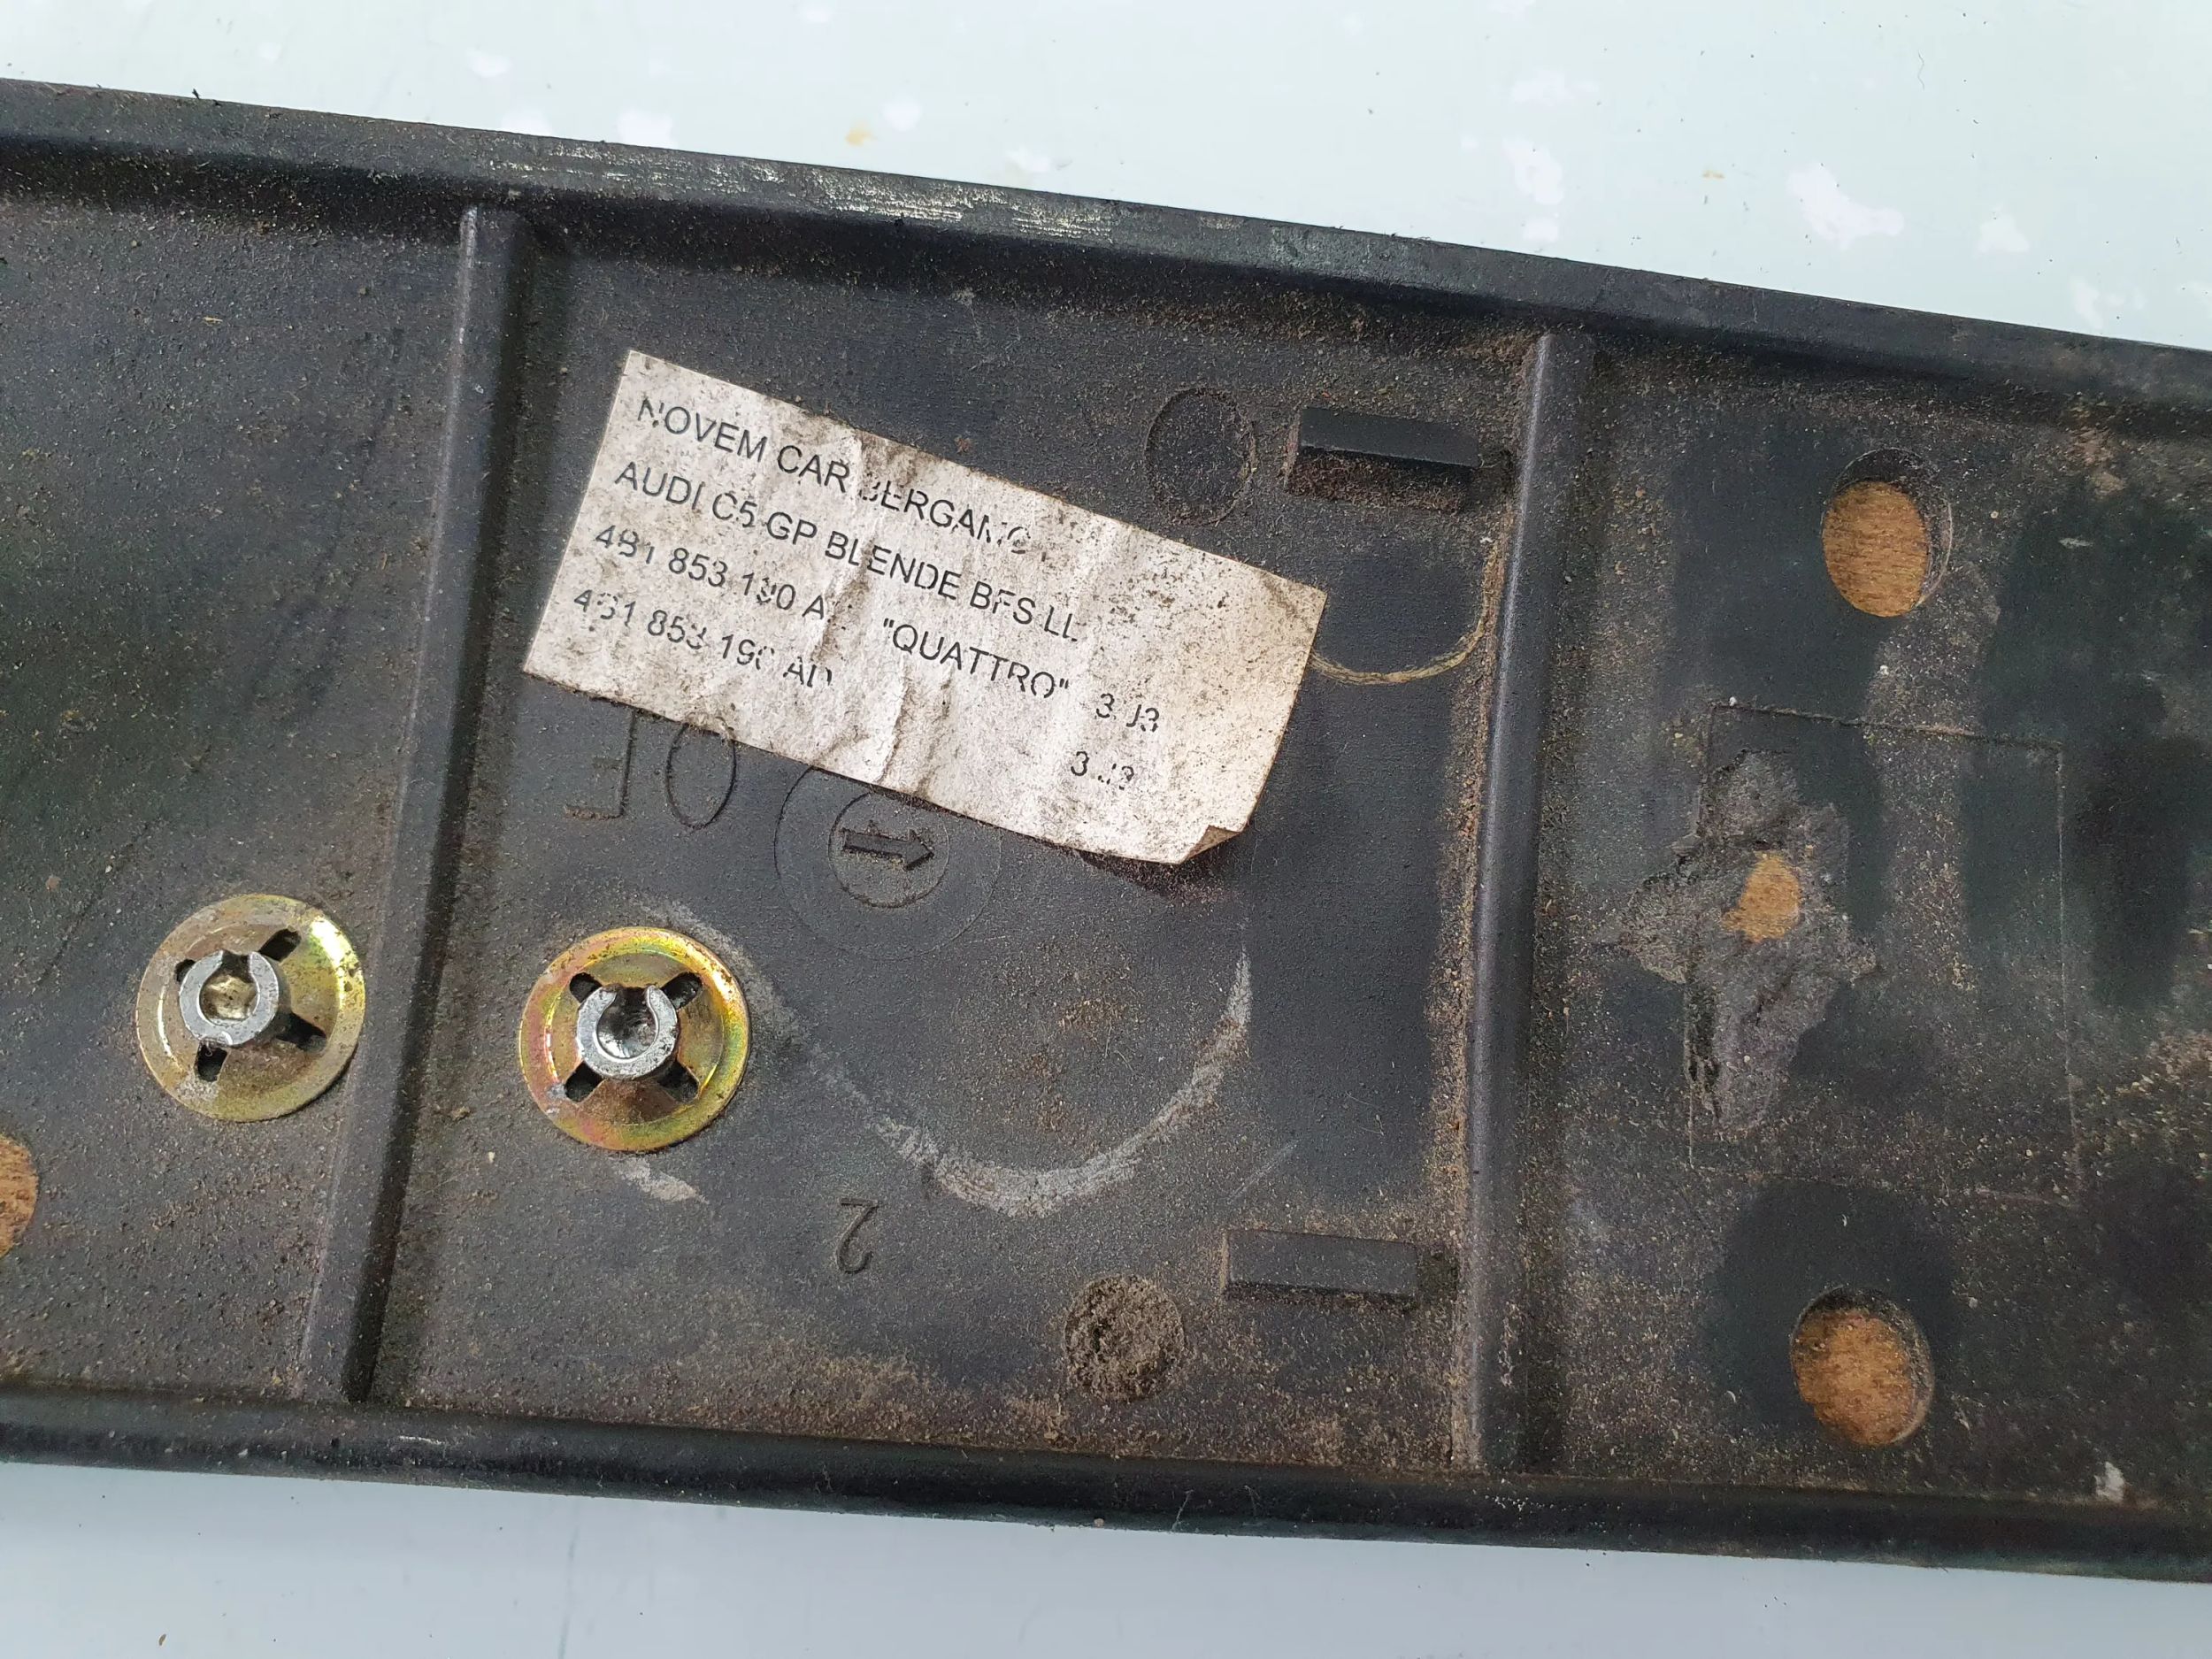 NOVEM CAR BERGAMO
AUDI C5 GP BLENDE BFS LL
4B1 853 190 "QUATTRO"
4B1 853 190 AD
2